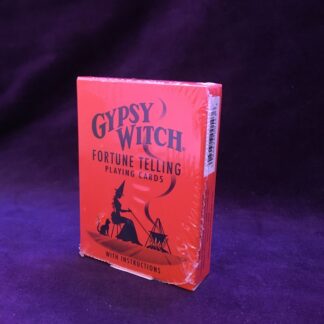 GYPSY
WITCH®
FORTUNE TELLING
PLAYING CARDS
WITH INSTRUCTIONS